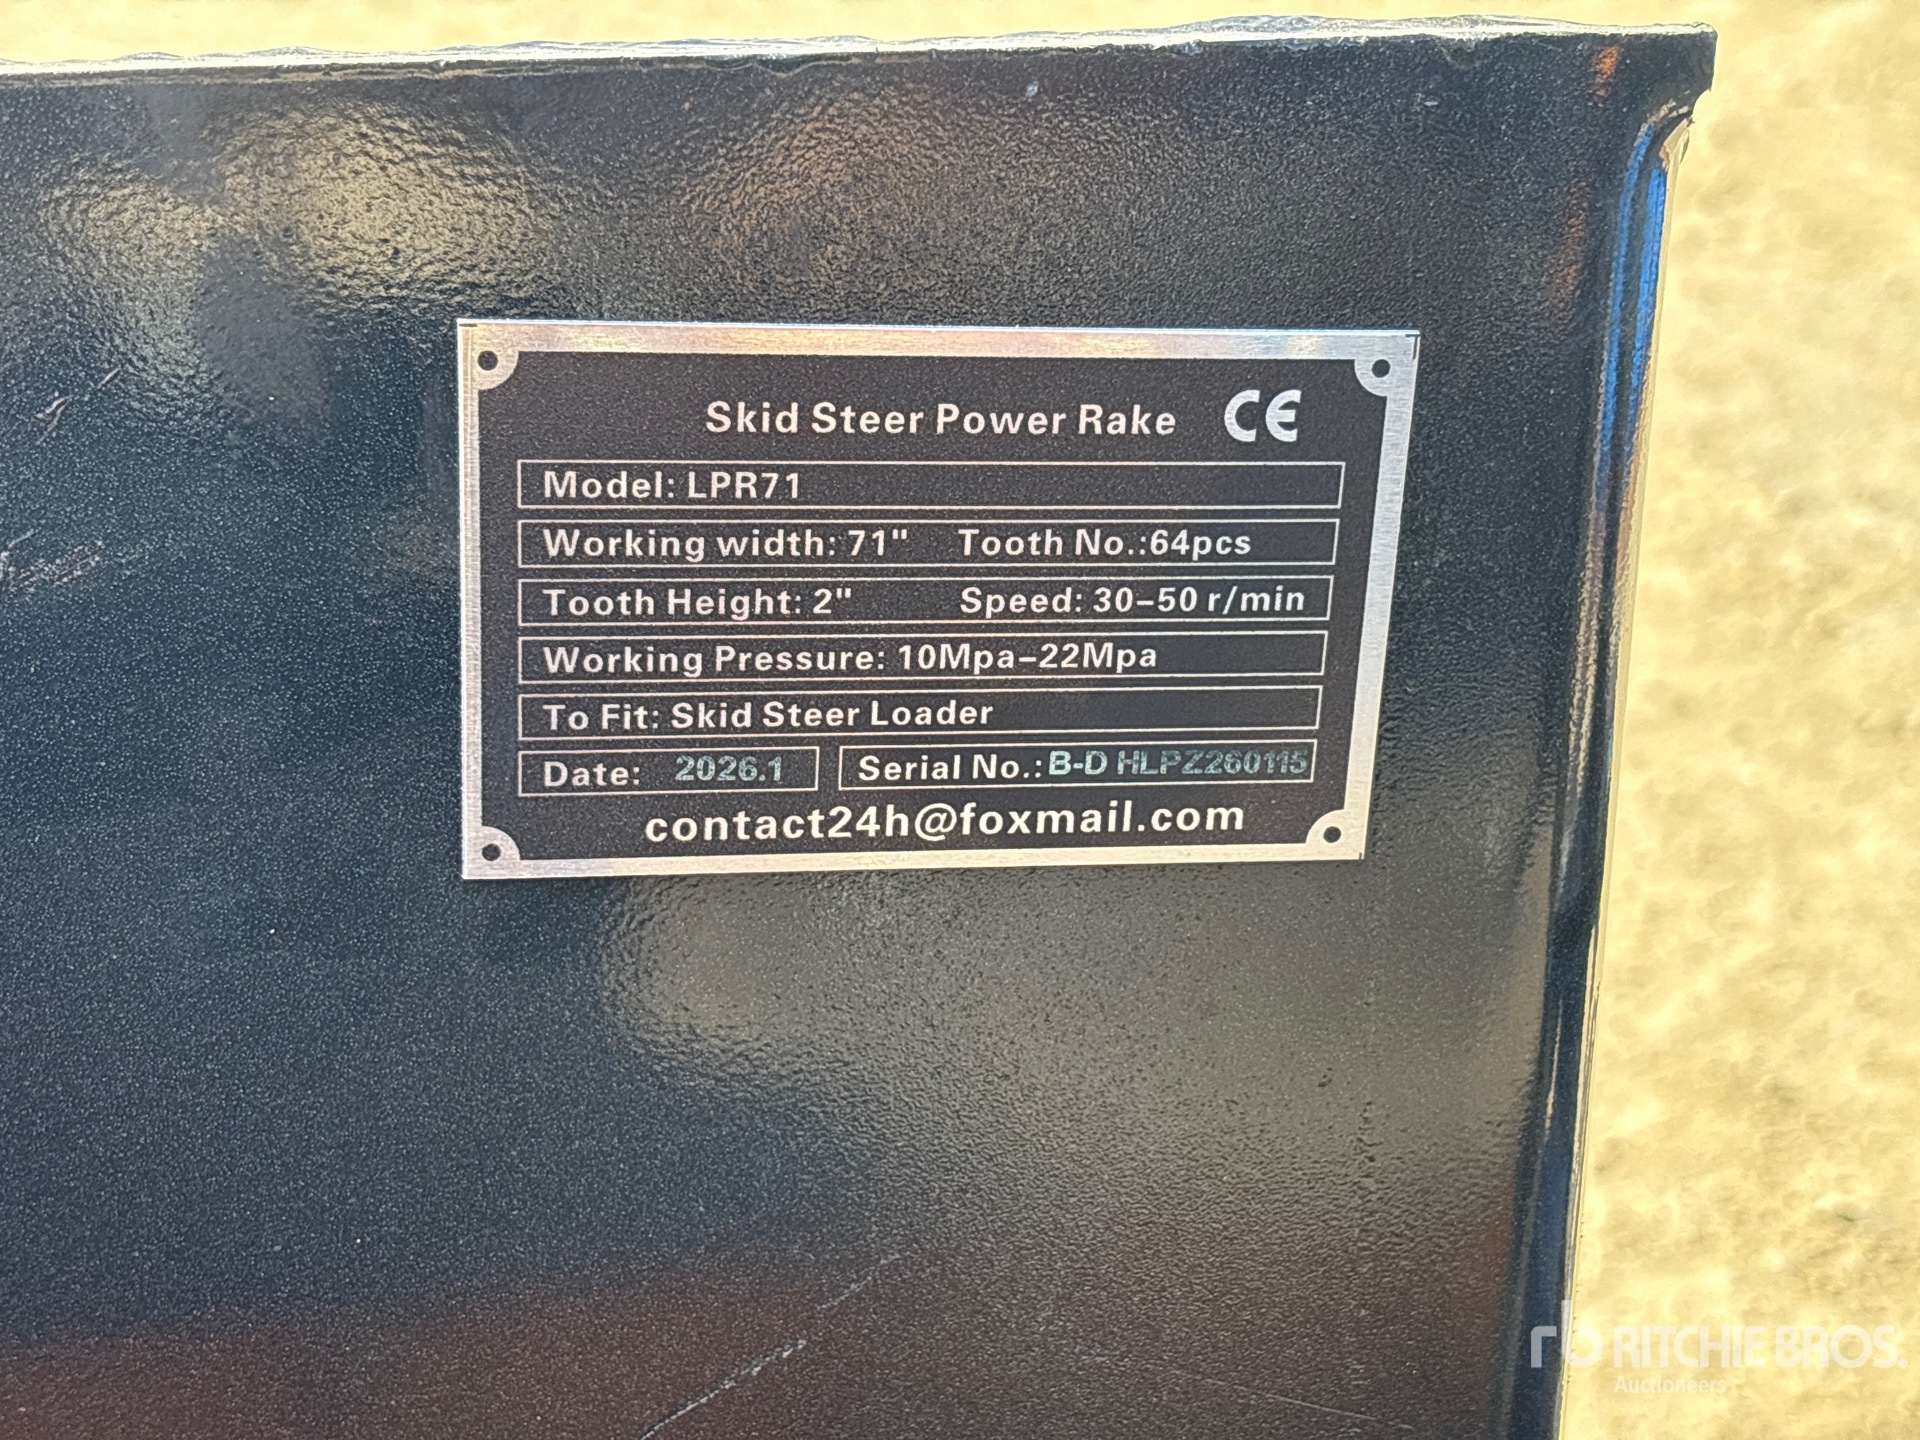 Skid Steer Power Rake CE
Model: LPR71
Working width: 71" Tooth No.:64pcs
Tooth Height: 2" Speed: 30-50 r/min
Working Pressure: 10Mpa-22Mpa
To Fit: Skid Steer Loader
Date: 2026.1 Serial No.: B-D HLPZ260115
contact24h@foxmail.com
rb RITCHIE BROS.
Auctioneers